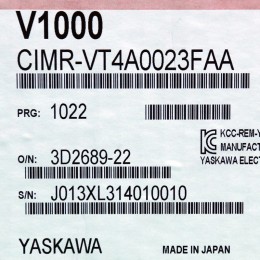 V1000
CIMR-VT4A0023FAA
PRG: 1022
KCC-REM-Y
MANUFACT
YASKAWA ELECT
O/N: 3D2689-22
S/N: J013XL314010010
YASKAWA MADE IN JAPAN